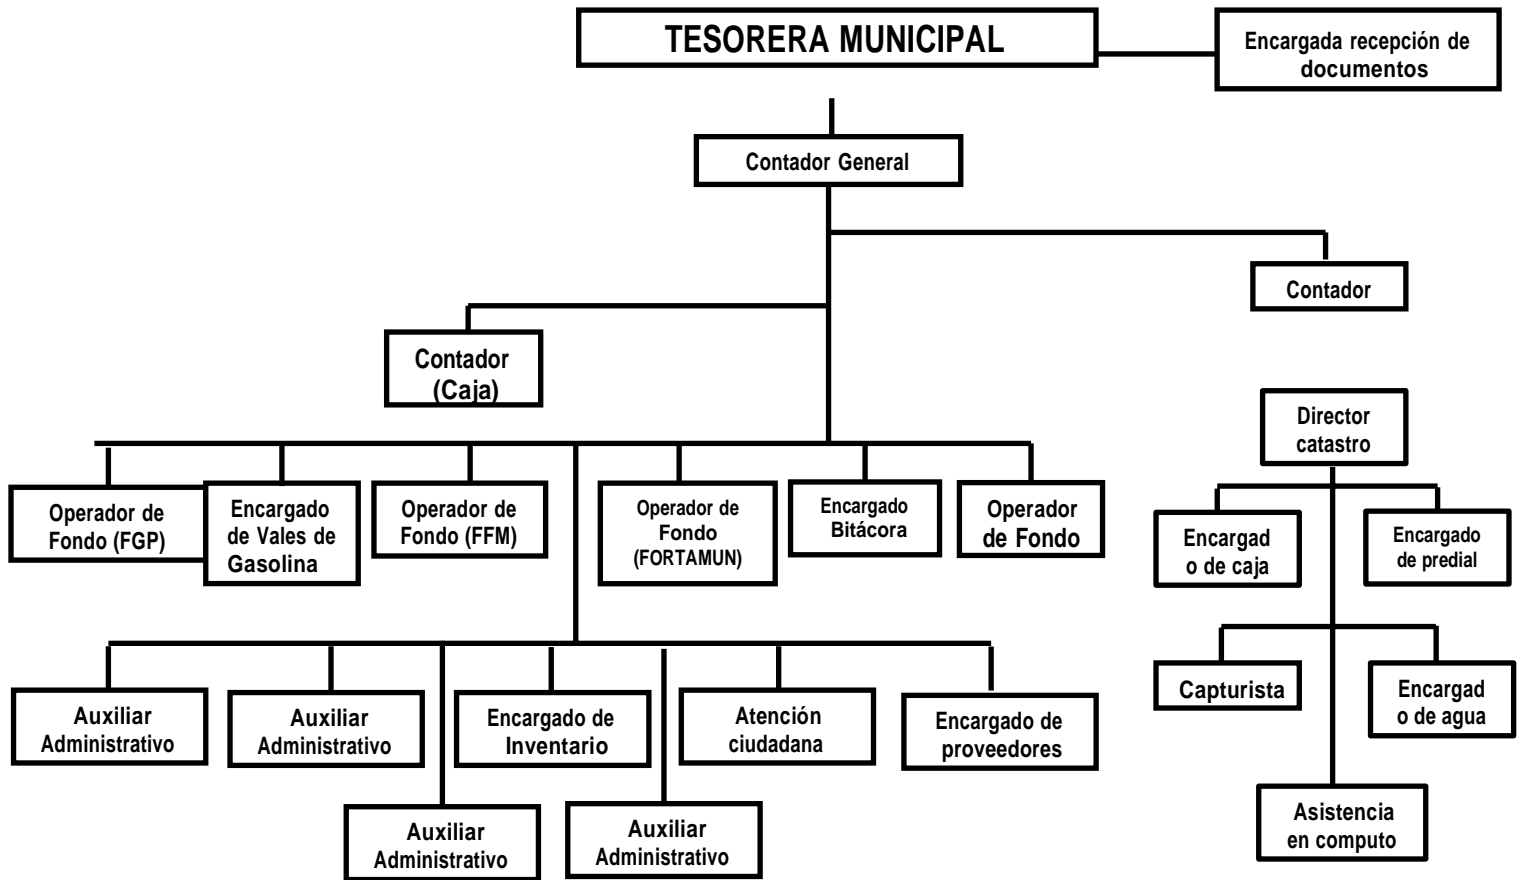 TESORERA MUNICIPAL
Encargada recepción de
documentos
Contador General
Contador
Contador
(Caja)
Director
catastro
Operador de
Fondo (FGP)
Encargado
de Vales de
Gasolina
Operador de
Fondo (FFM)
Operador de
Fondo
(FORTAMUN)
Encargado
Bitácora
Operador
de Fondo
Encargad
o de caja
Encargado
de predial
Auxiliar
Administrativo
Auxiliar
Administrativo
Encargado de
Inventario
Atención
ciudadana
Encargado de
proveedores
Capturista
Encargad
o de agua
Auxiliar
Administrativo
Auxiliar
Administrativo
Asistencia
en computo